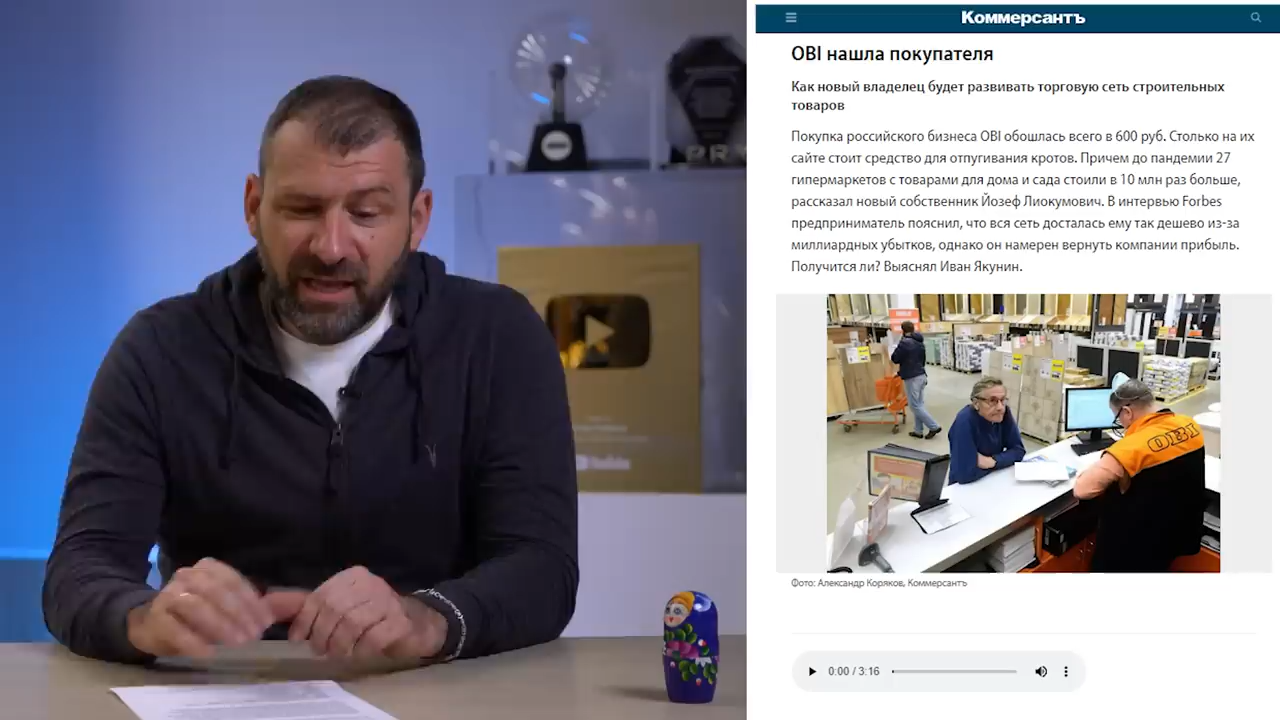 Коммерсантъ
OBI нашла покупателя
Как новый владелец будет развивать торговую сеть строительных
товаров
Покупка российского бизнеса OBI обошлась всего в 600 руб. Столько на их
сайте стоит средство для отпугивания кротов. Причем до пандемии 27
гипермаркетов с товарами для дома и сада стоили в 10 млн раз больше,
рассказал новый собственник Йозеф Лиокумович. В интервью Forbes
предприниматель пояснил, что вся сеть досталась ему так дешево из-за
миллиардных убытков, однако он намерен вернуть компании прибыль.
Получится ли? Выяснял Иван Якунин.
OBI
Фото: Александр Коряков, Коммерсантъ
0:00 / 3:16